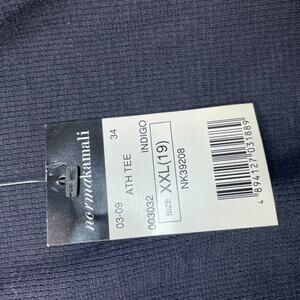 normakamali
34
03-09 ATH TEE
003032 INDIGO
SIZE XXL(19)
NK39208
4 894127 031889